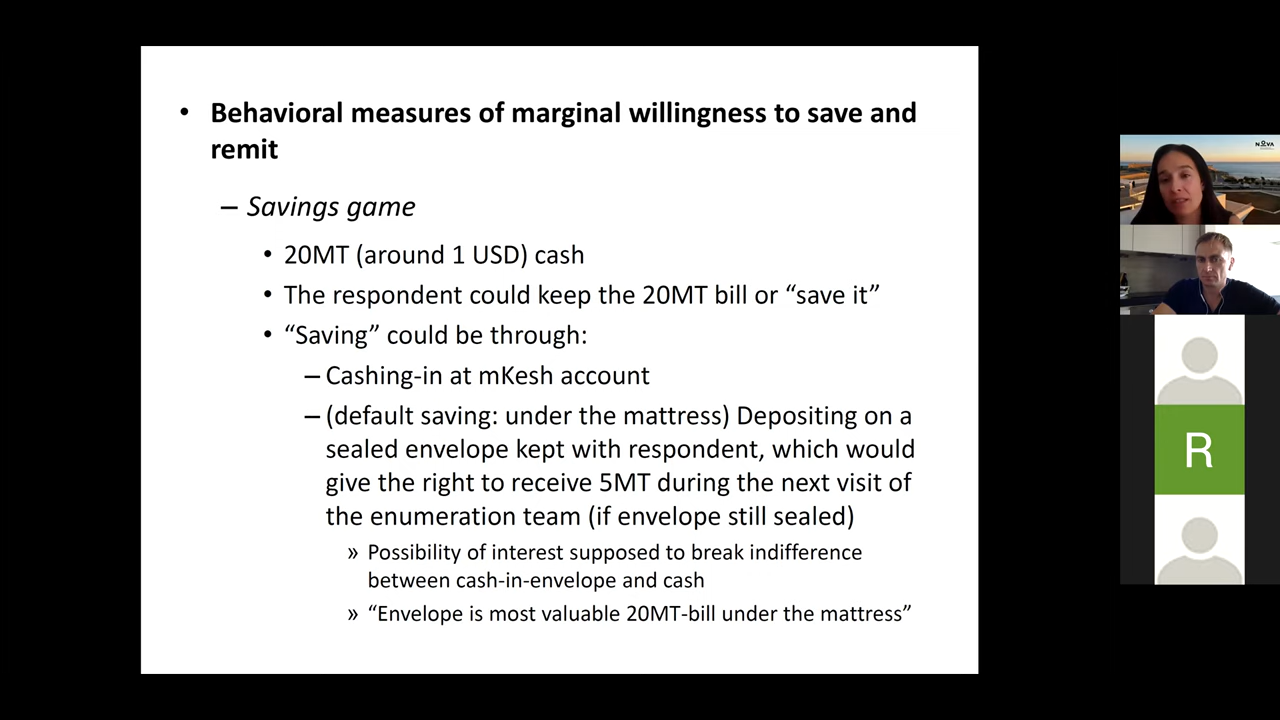 • Behavioral measures of marginal willingness to save and
remit
– Savings game
• 20MT (around 1 USD) cash
• The respondent could keep the 20MT bill or “save it”
• “Saving” could be through:
– Cashing-in at mKesh account
– (default saving: under the mattress) Depositing on a
sealed envelope kept with respondent, which would
give the right to receive 5MT during the next visit of
the enumeration team (if envelope still sealed)
» Possibility of interest supposed to break indifference
between cash-in-envelope and cash
» “Envelope is most valuable 20MT-bill under the mattress”
NOVA
R